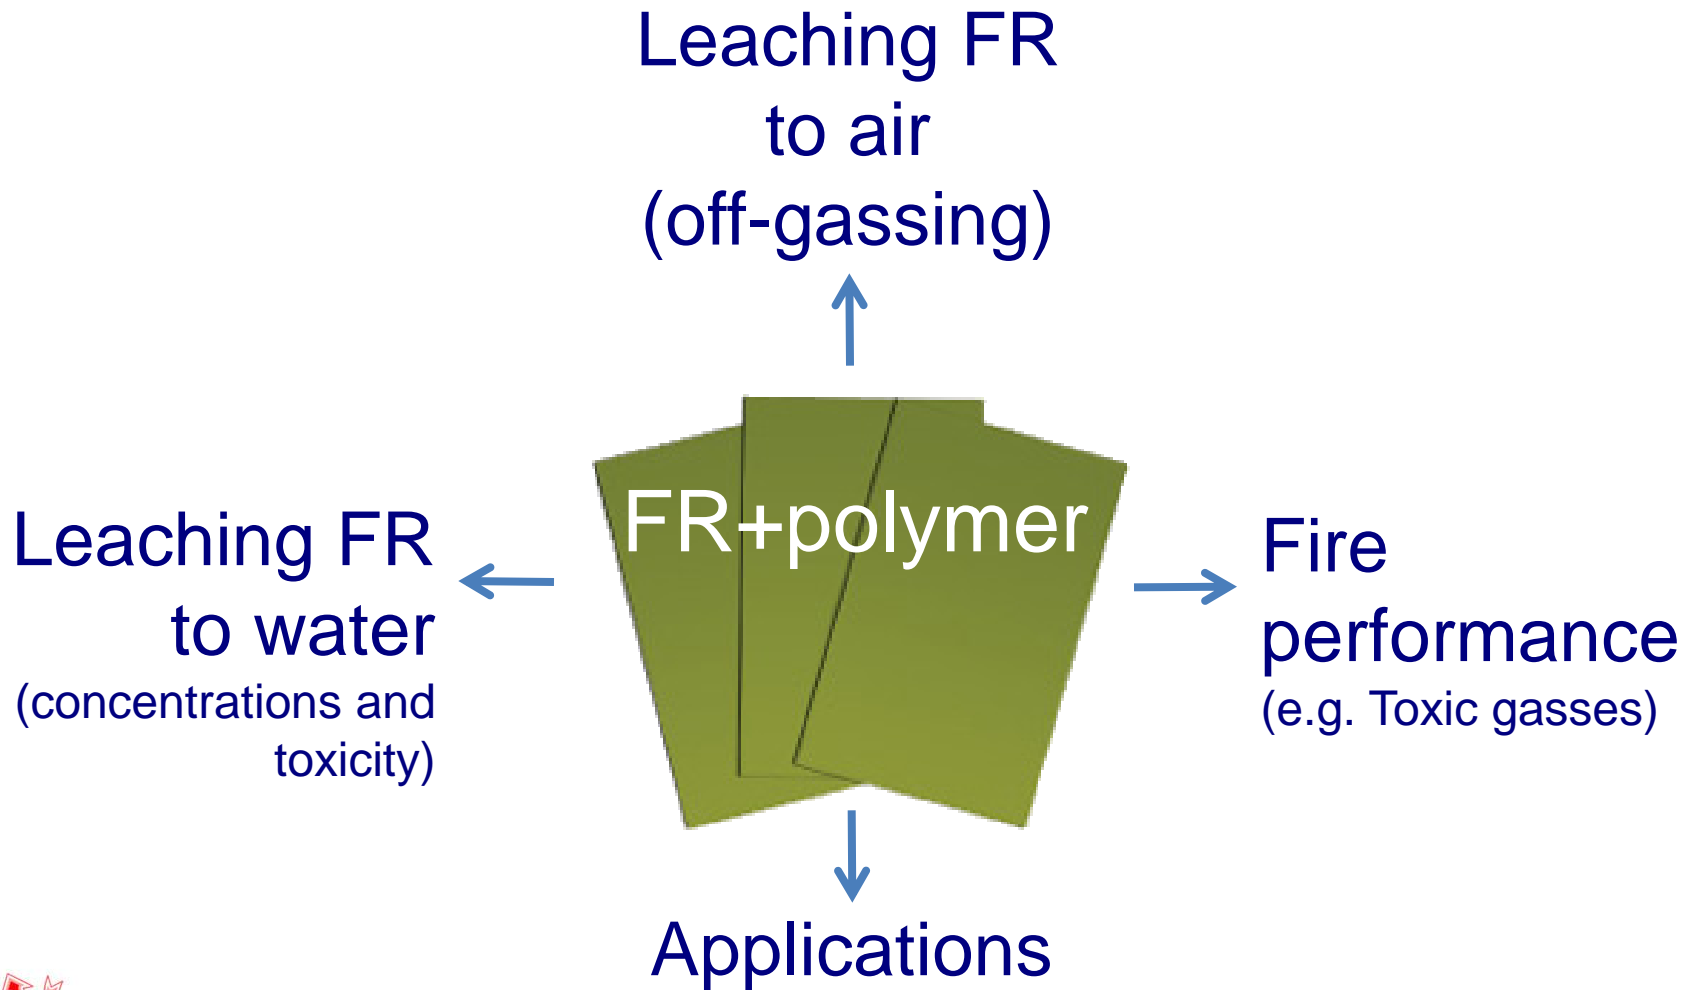 Leaching FR
to air
(off-gassing)
FR+polymer
Leaching FR
to water
(concentrations and
toxicity)
Fire
performance
(e.g. Toxic gasses)
Applications